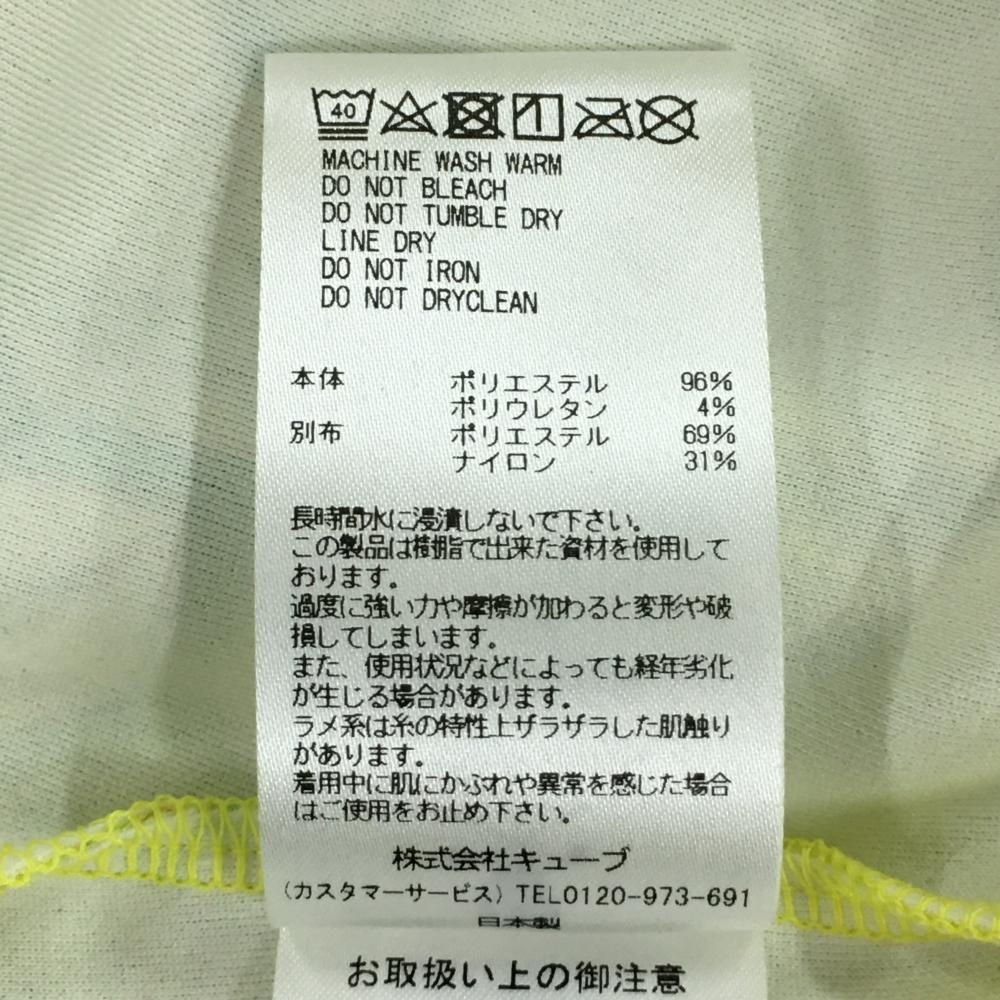 40
MACHINE WASH WARM
DO NOT BLEACH
DO NOT TUMBLE DRY
LINE DRY
DO NOT IRON
DO NOT DRYCLEAN
本体 ポリエステル 96%
ポリウレタン 4%
別布 ポリエステル 69%
ナイロン 31%
長時間水に浸漬しないで下さい。
この製品は樹脂で出来た資材を使用して
おります。
過度に強い力や摩擦が加わると変形や破
損してしまいます。
また、使用状況などによっても経年劣化
が生じる場合があります。
ラメ系は糸の特性上ザラザラした肌触り
があります。
着用中に肌にかぶれや異常を感じた場合
はご使用をお止め下さい。
株式会社キューブ
(カスタマーサービス) TEL0120-973-691
日本製
お取扱い上の御注意